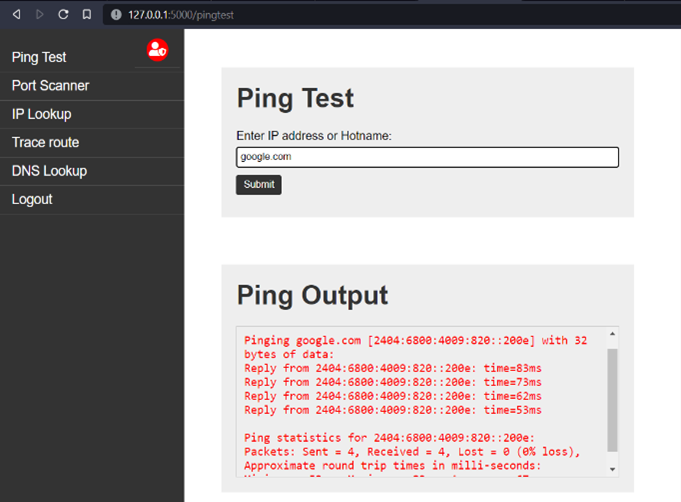 127.0.0.1:5000/pingtest
Ping Test
Port Scanner
IP Lookup
Trace route
DNS Lookup
Logout
Ping Test
Enter IP address or Hotname:
google.com
Submit
Ping Output
Pinging google.com [2404:6800:4009:820::200e] with 32
bytes of data:
Reply from 2404:6800:4009:820::200e: time=83ms
Reply from 2404:6800:4009:820::200e: time=73ms
Reply from 2404:6800:4009:820::200e: time=62ms
Reply from 2404:6800:4009:820::200e: time=53ms
Ping statistics for 2404:6800:4009:820::200e:
Packets: Sent = 4, Received = 4, Lost = 0 (0% loss),
Approximate round trip times in milli-seconds: